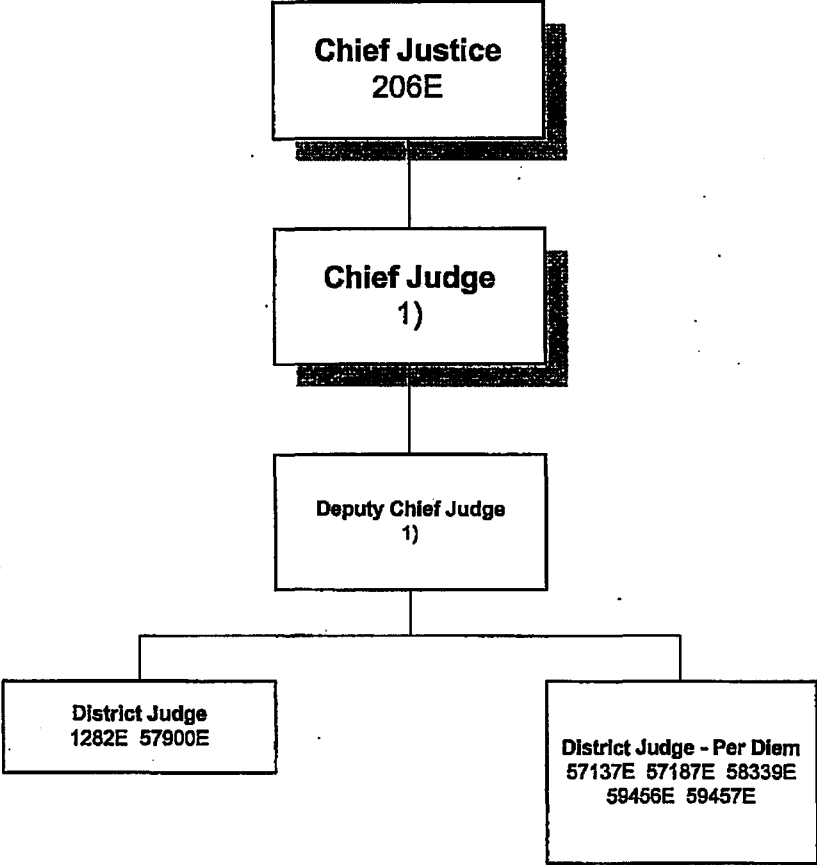 Chief Justice
206E
Chief Judge
1)
Deputy Chief Judge
1)
District Judge
1282E 57900E
District Judge - Per Diem
57137E 57187E 58339E
59456E 59457E